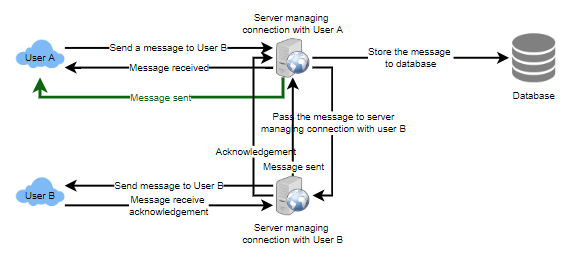 Server managing
connection with User A
User A
Send a message to User B
Message received
Store the message
to database
Database
Message sent
Pass the message to server
managing connection with user B
Acknowledgement
Message sent
User B
Send message to User B
Message receive
acknowledgement
Server managing
connection with User B